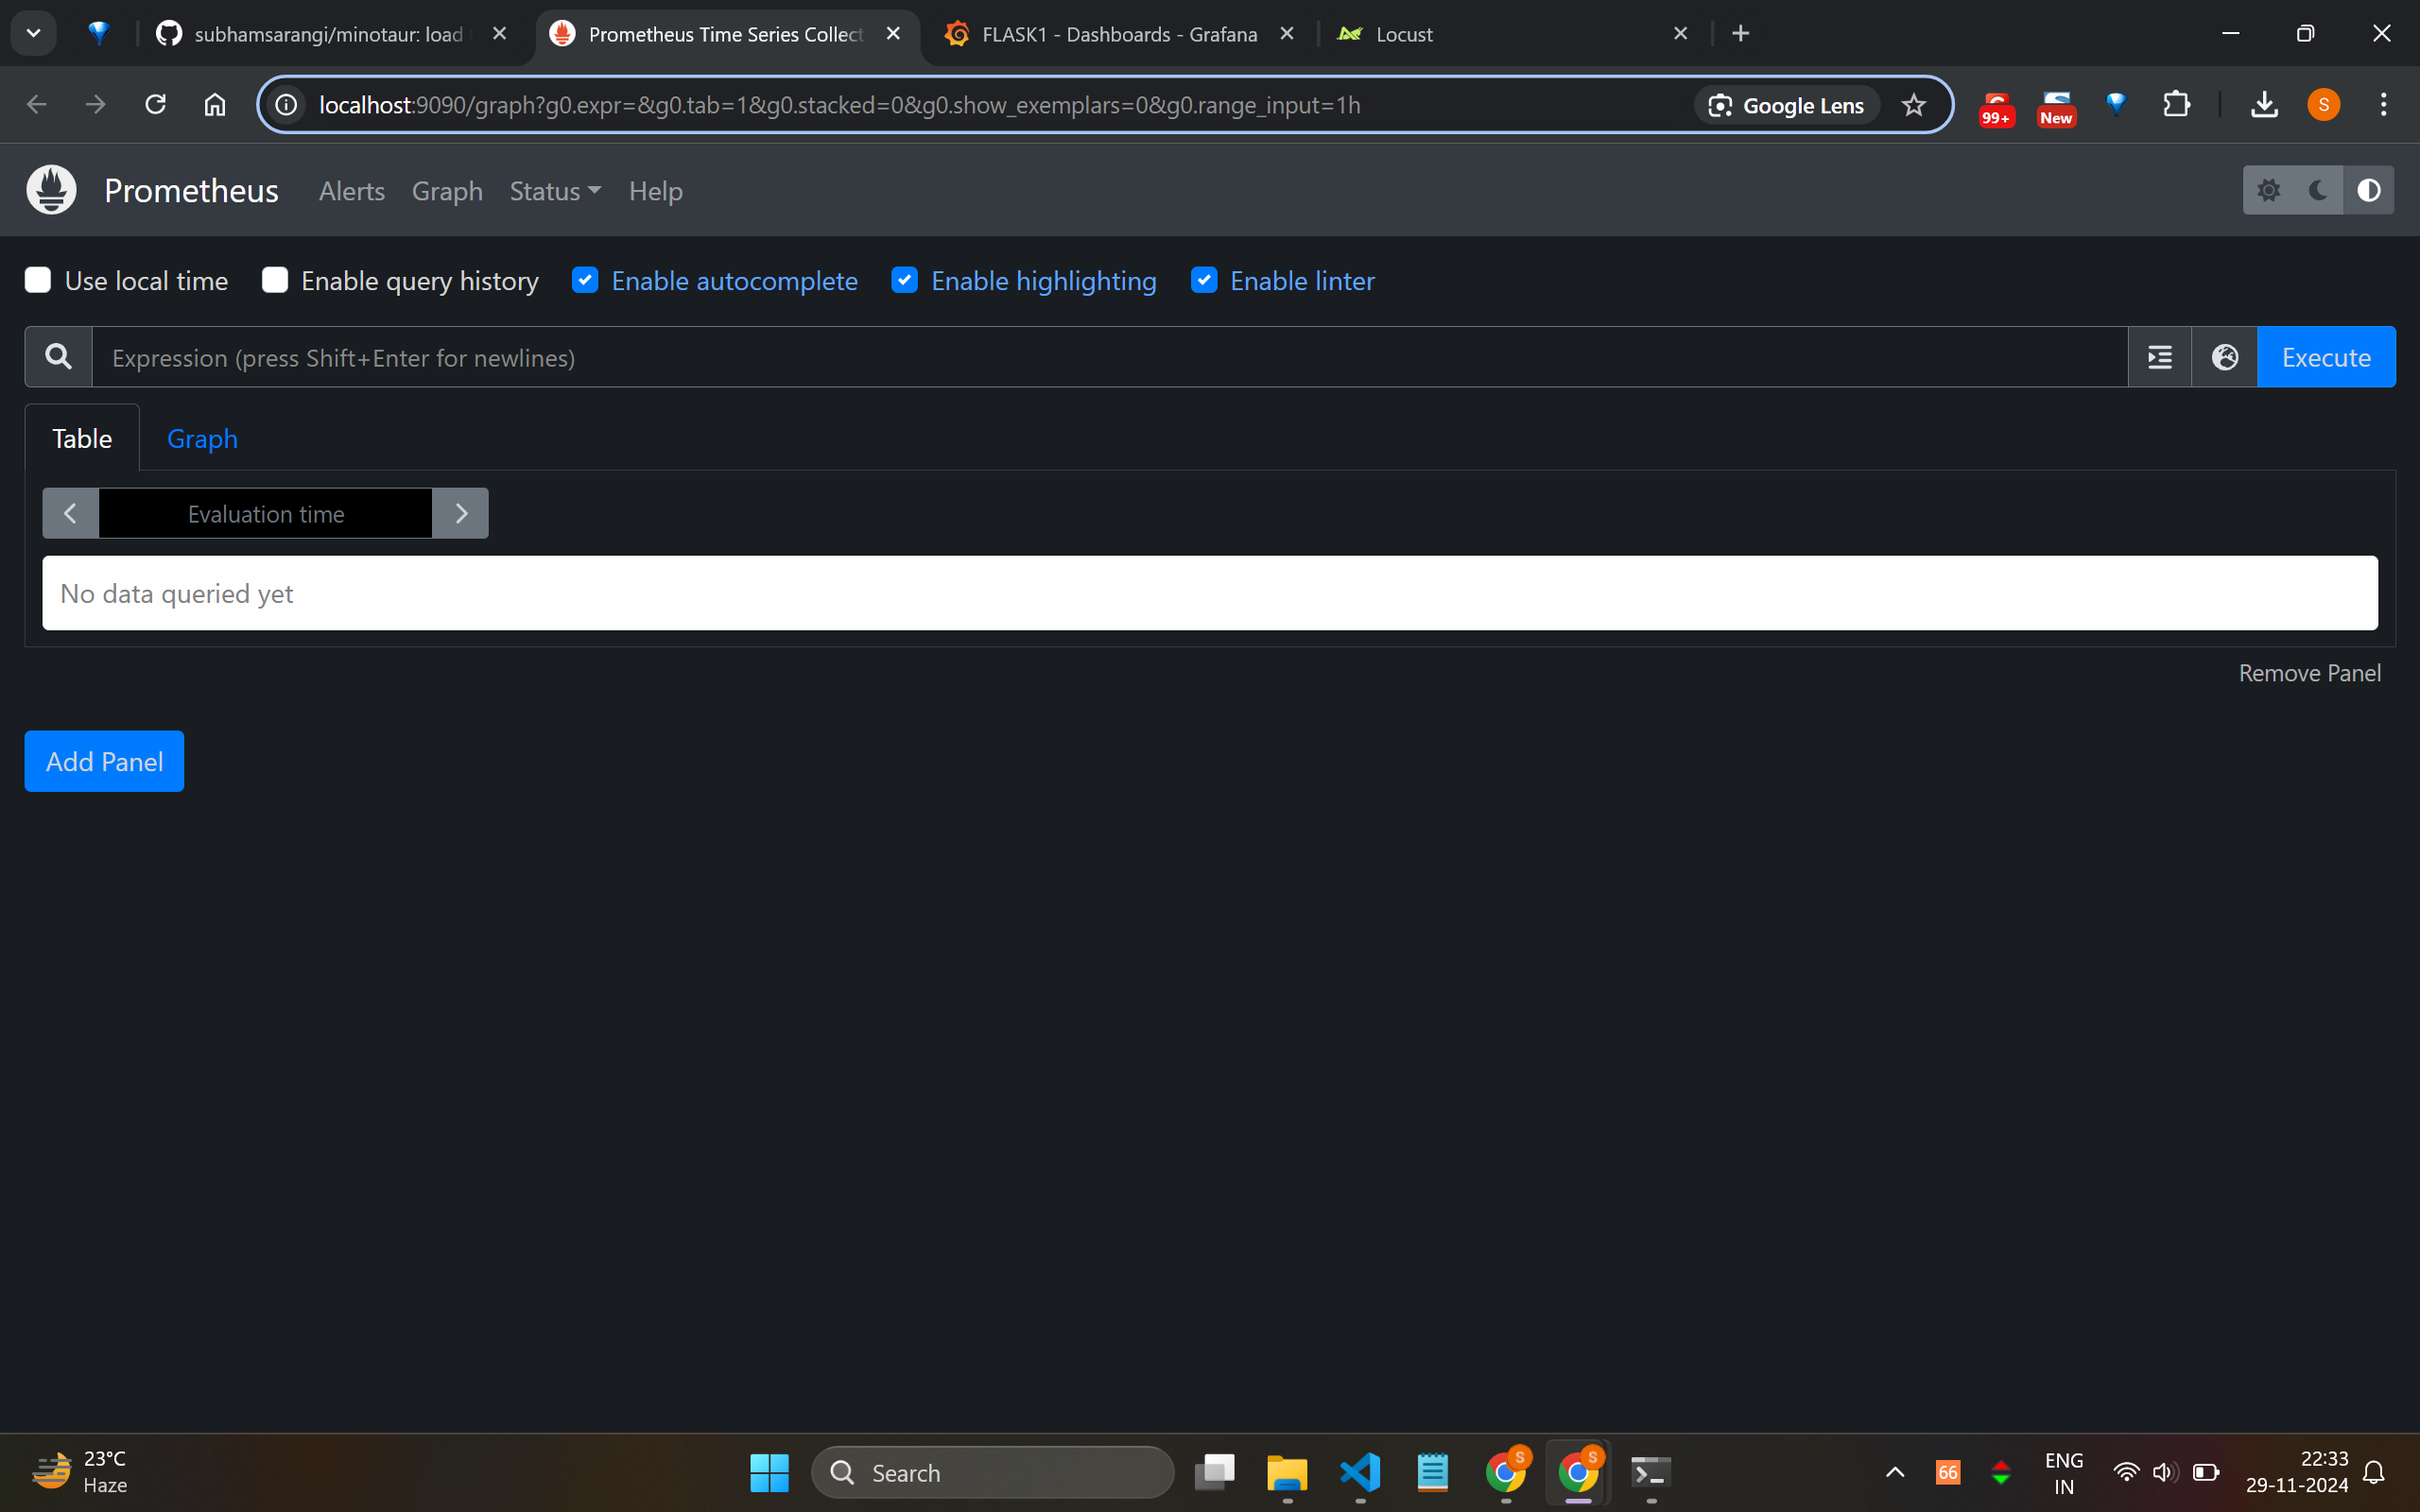 subhamsarangi/minotaur: load
Prometheus Time Series Collect
FLASK1 - Dashboards - Grafana
Locust
localhost:9090/graph?g0.expr=&g0.tab=1&g0.stacked=0&g0.show_exemplars=0&g0.range_input=1h
Google Lens
99+
New
S
Prometheus
Alerts
Graph
Status
Help
Use local time
Enable query history
Enable autocomplete
Enable highlighting
Enable linter
Expression (press Shift+Enter for newlines)
Execute
Table
Graph
Evaluation time
No data queried yet
Remove Panel
Add Panel
23°C
Haze
Search
S
S
66
ENG
IN
22:33
29-11-2024